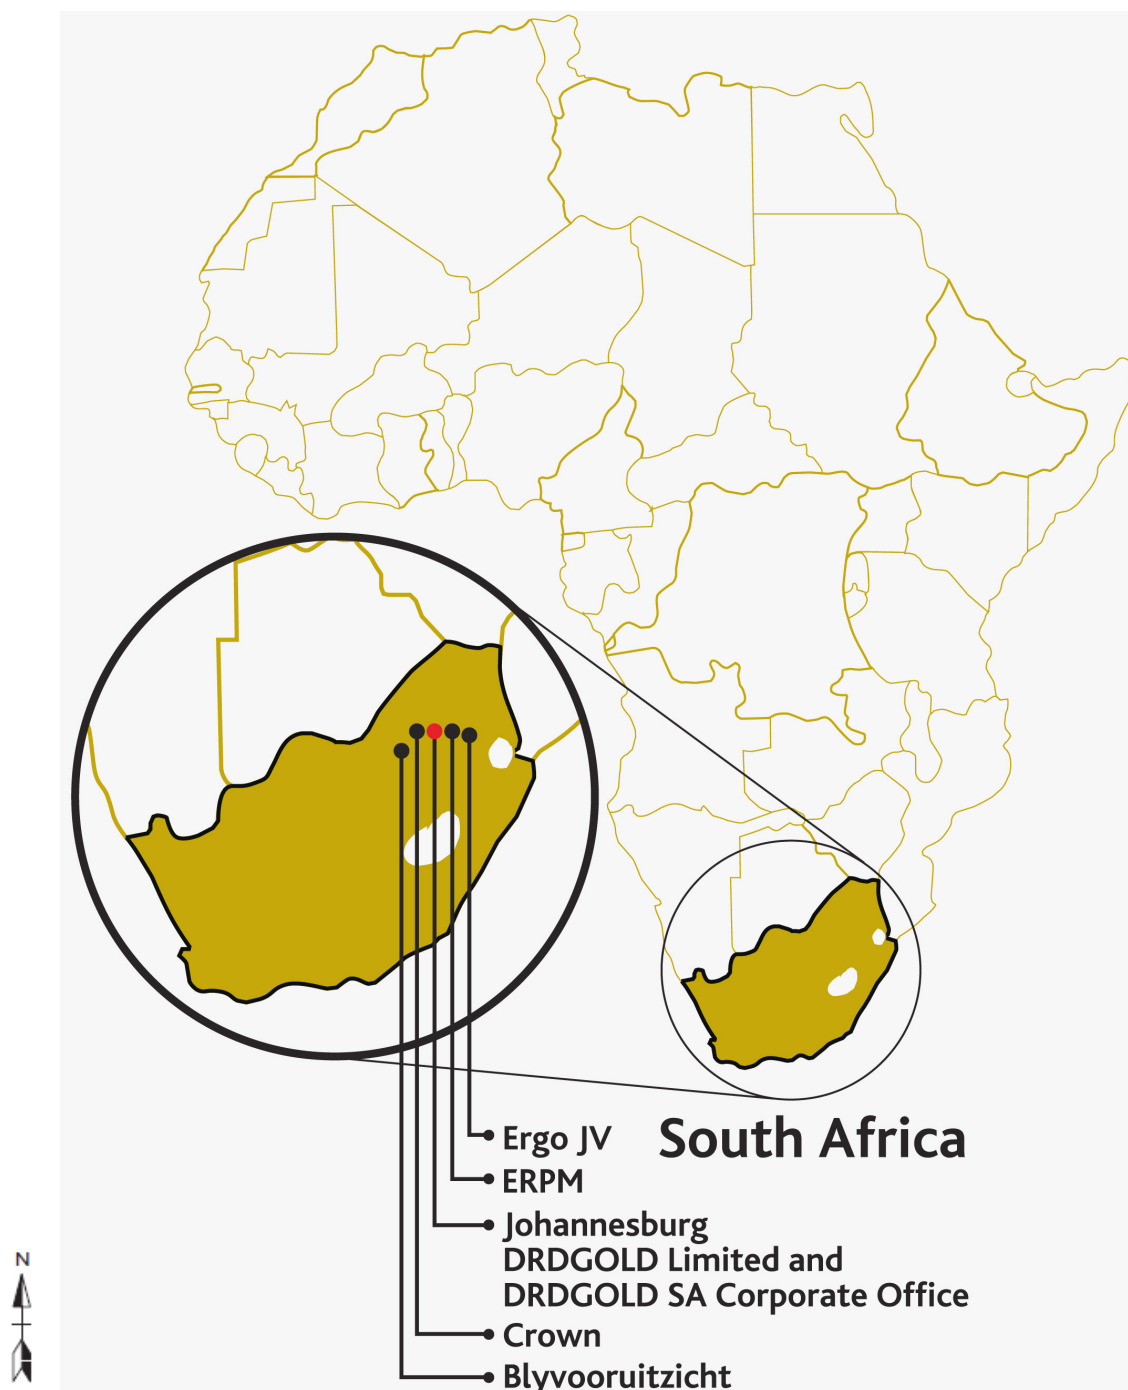 Ergo JV
South Africa
ERPM
Johannesburg
DRDGOLD Limited and
DRDGOLD SA Corporate Office
Crown
Blyvooruitzicht
N